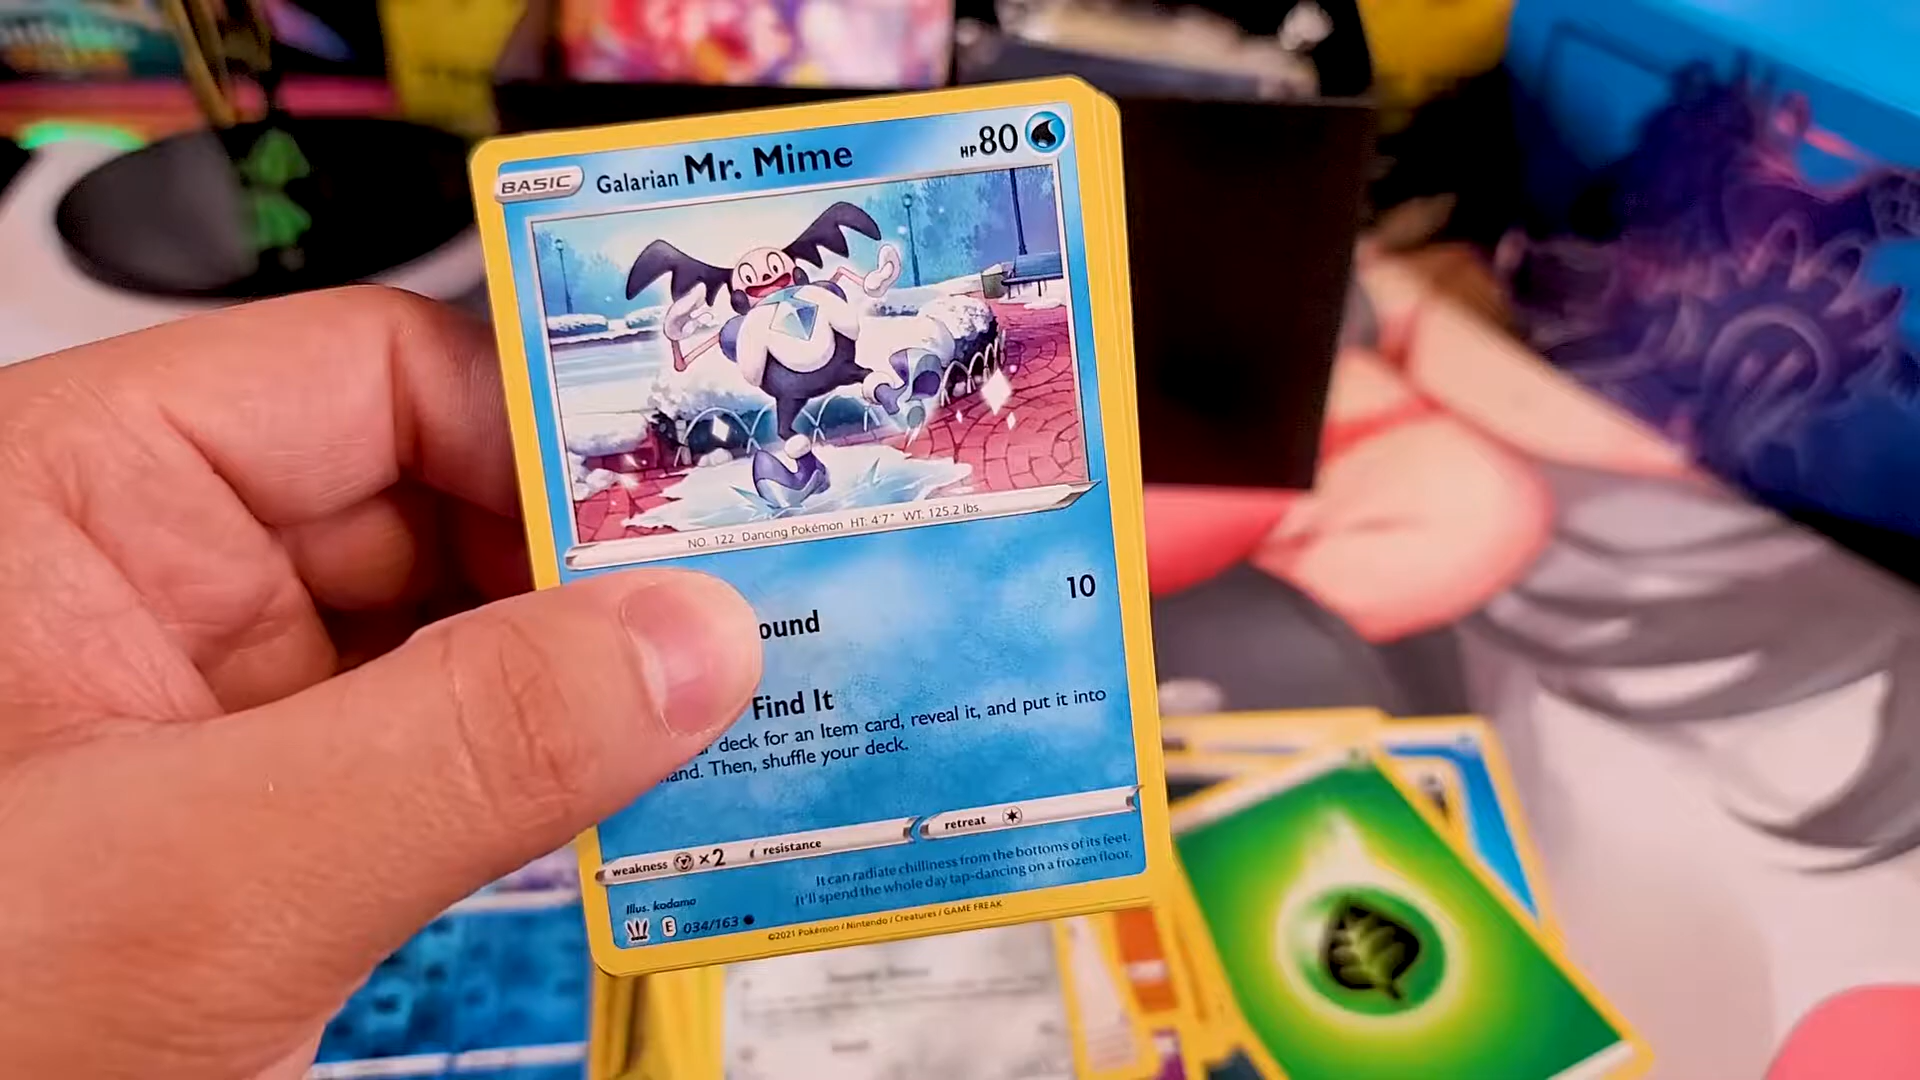 BASIC Galarian Mr. Mime HP 80
NO. 122 Dancing Pokémon HT: 4'7" WT: 125.2 lbs.
ound 10
Find It
deck for an Item card, reveal it, and put it into
hand. Then, shuffle your deck.
weakness ×2 resistance retreat
It can radiate chilliness from the bottoms of its feet.
It'll spend the whole day tap-dancing on a frozen floor.
Illus. kodama
E 034/163
©2021 Pokémon / Nintendo / Creatures / GAME FREAK